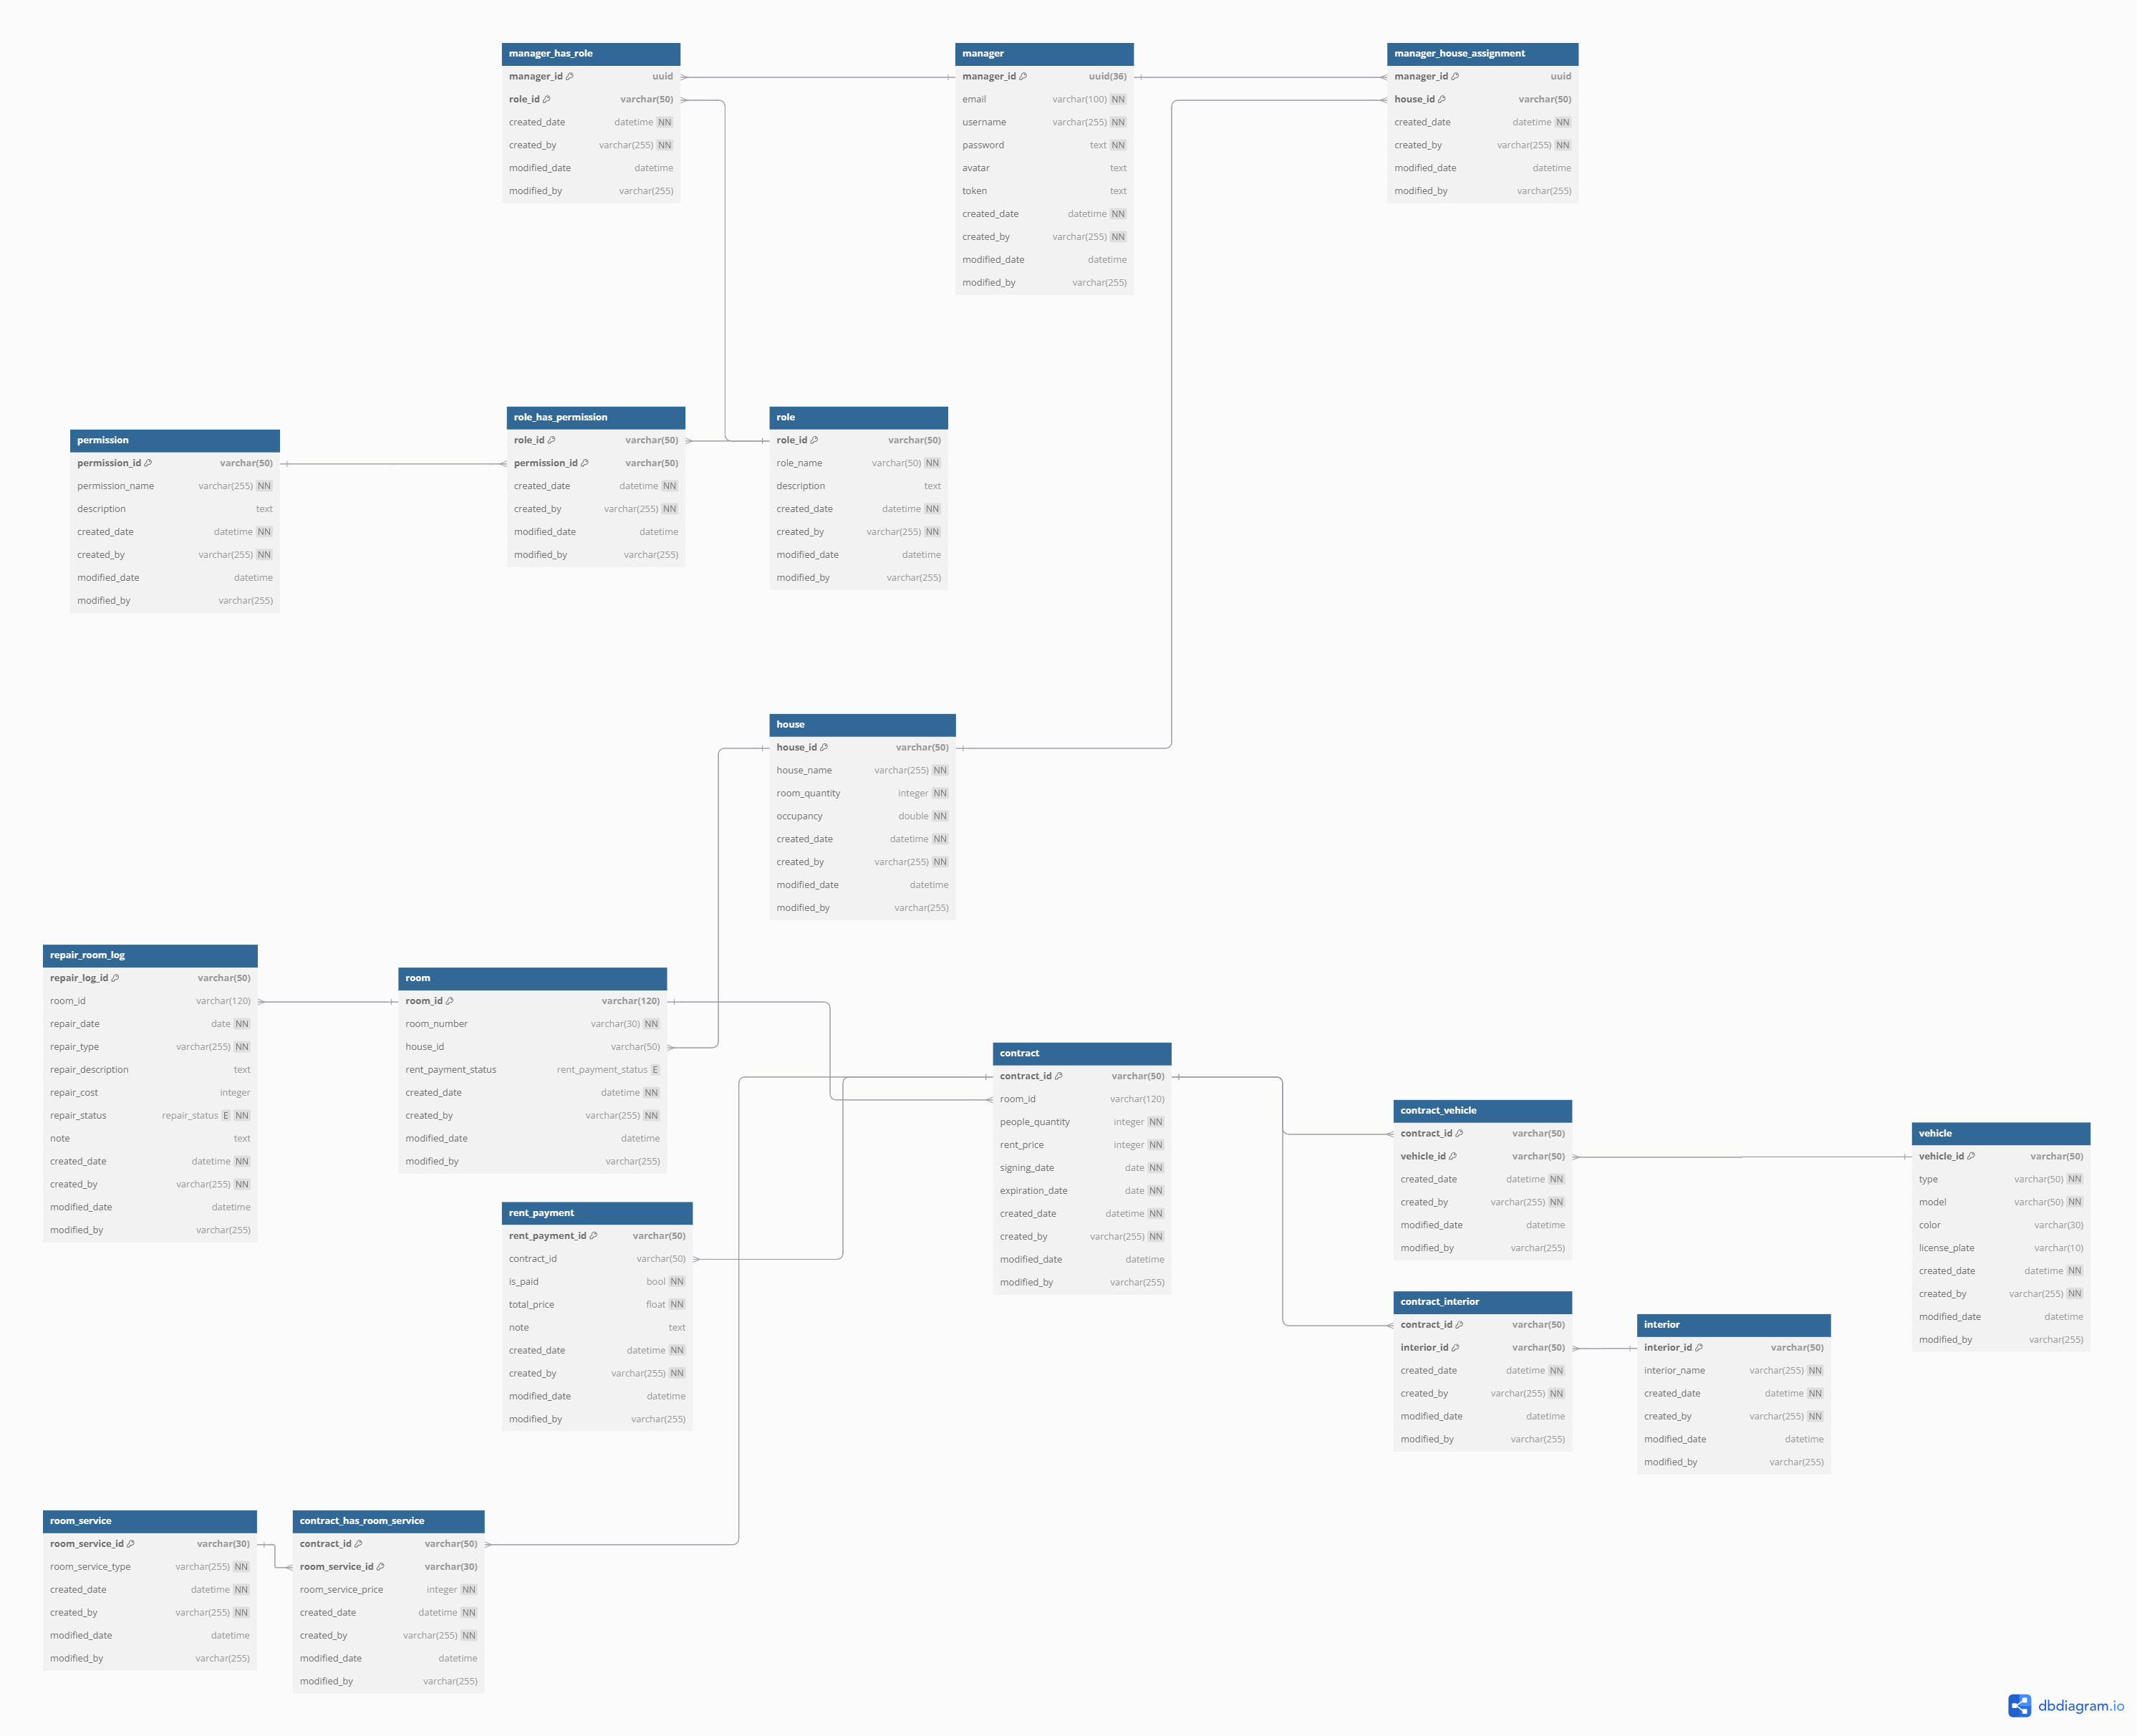 manager_has_role
manager_id uuid
role_id varchar(50)
created_date datetime NN
created_by varchar(255) NN
modified_date datetime
modified_by varchar(255)
manager
manager_id uuid(36)
email varchar(100) NN
username varchar(255) NN
password text NN
avatar text
token text
created_date datetime NN
created_by varchar(255) NN
modified_date datetime
modified_by varchar(255)
manager_house_assignment
manager_id uuid
house_id varchar(50)
created_date datetime NN
created_by varchar(255) NN
modified_date datetime
modified_by varchar(255)
permission
permission_id varchar(50)
permission_name varchar(255) NN
description text
created_date datetime NN
created_by varchar(255) NN
modified_date datetime
modified_by varchar(255)
role_has_permission
role_id varchar(50)
permission_id varchar(50)
created_date datetime NN
created_by varchar(255) NN
modified_date datetime
modified_by varchar(255)
role
role_id varchar(50)
role_name varchar(50) NN
description text
created_date datetime NN
created_by varchar(255) NN
modified_date datetime
modified_by varchar(255)
house
house_id varchar(50)
house_name varchar(255) NN
room_quantity integer NN
occupancy double NN
created_date datetime NN
created_by varchar(255) NN
modified_date datetime
modified_by varchar(255)
repair_room_log
repair_log_id varchar(50)
room_id varchar(120)
repair_date date NN
repair_type varchar(255) NN
repair_description text
repair_cost integer
repair_status repair_status E NN
note text
created_date datetime NN
created_by varchar(255) NN
modified_date datetime
modified_by varchar(255)
room
room_id varchar(120)
room_number varchar(30) NN
house_id varchar(50)
rent_payment_status rent_payment_status E
created_date datetime NN
created_by varchar(255) NN
modified_date datetime
modified_by varchar(255)
rent_payment
rent_payment_id varchar(50)
contract_id varchar(50)
is_paid bool NN
total_price float NN
note text
created_date datetime NN
created_by varchar(255) NN
modified_date datetime
modified_by varchar(255)
contract
contract_id varchar(50)
room_id varchar(120)
people_quantity integer NN
rent_price integer NN
signing_date date NN
expiration_date date NN
created_date datetime NN
created_by varchar(255) NN
modified_date datetime
modified_by varchar(255)
contract_vehicle
contract_id varchar(50)
vehicle_id varchar(50)
created_date datetime NN
created_by varchar(255) NN
modified_date datetime
modified_by varchar(255)
vehicle
vehicle_id varchar(50)
type varchar(50) NN
model varchar(50) NN
color varchar(30)
license_plate varchar(10)
created_date datetime NN
created_by varchar(255) NN
modified_date datetime
modified_by varchar(255)
contract_interior
contract_id varchar(50)
interior_id varchar(50)
created_date datetime NN
created_by varchar(255) NN
modified_date datetime
modified_by varchar(255)
interior
interior_id varchar(50)
interior_name varchar(255) NN
created_date datetime NN
created_by varchar(255) NN
modified_date datetime
modified_by varchar(255)
room_service
room_service_id varchar(30)
room_service_type varchar(255) NN
created_date datetime NN
created_by varchar(255) NN
modified_date datetime
modified_by varchar(255)
contract_has_room_service
contract_id varchar(50)
room_service_id varchar(30)
room_service_price integer NN
created_date datetime NN
created_by varchar(255) NN
modified_date datetime
modified_by varchar(255)
dbdiagram.io